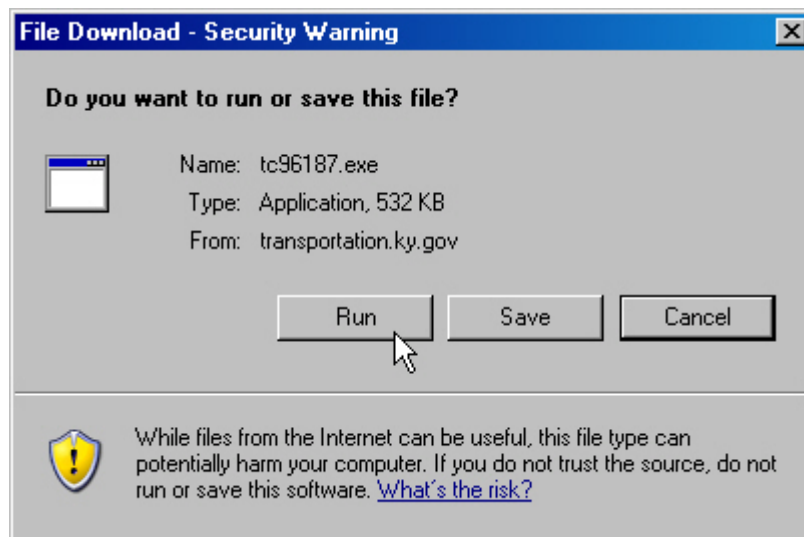 File Download - Security Warning
Do you want to run or save this file?
Name: tc96187.exe
Type: Application, 532 KB
From: transportation.ky.gov
Run Save Cancel
While files from the Internet can be useful, this file type can
potentially harm your computer. If you do not trust the source, do not
run or save this software. What's the risk?